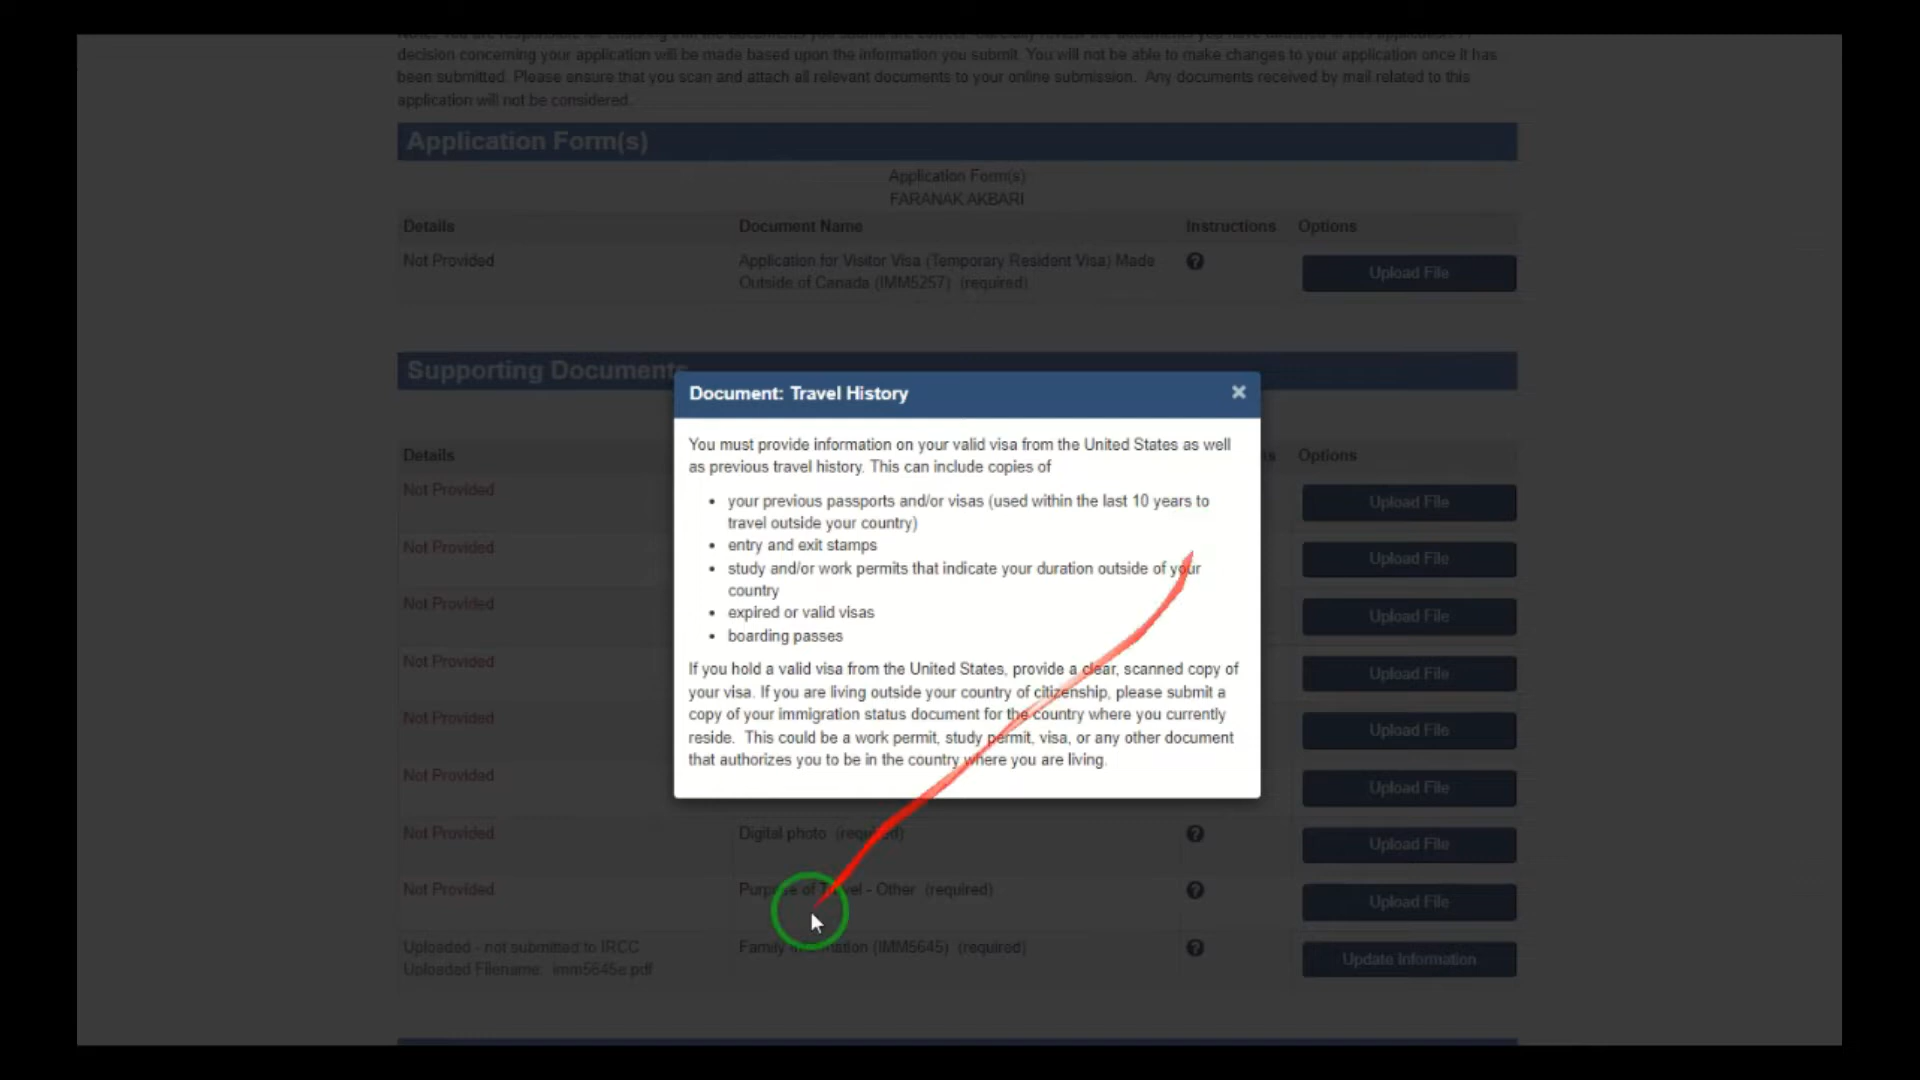 decision concerning your application will be made based upon the information you submit. You will not be able to make changes to your application once it has
been submitted. Please ensure that you scan and attach all relevant documents to your online submission. Any documents received by mail related to this
application will not be considered.
Application Form(s)
Application Form(s)
FARANAK AKBARI
Details Document Name Instructions Options
Not Provided Application for Visitor Visa (Temporary Resident Visa) Made Upload File
Outside of Canada (IMM5257) (required)
Supporting Documents
Document: Travel History
You must provide information on your valid visa from the United States as well
as previous travel history. This can include copies of
• your previous passports and/or visas (used within the last 10 years to
travel outside your country)
• entry and exit stamps
• study and/or work permits that indicate your duration outside of your
country
• expired or valid visas
• boarding passes
If you hold a valid visa from the United States, provide a clear, scanned copy of
your visa. If you are living outside your country of citizenship, please submit a
copy of your immigration status document for the country where you currently
reside. This could be a work permit, study permit, visa, or any other document
that authorizes you to be in the country where you are living.
Details Options
Not Provided Upload File
Not Provided Upload File
Not Provided Upload File
Not Provided Upload File
Not Provided Upload File
Not Provided Upload File
Not Provided Digital photo (required) Upload File
Not Provided Purpose of Travel - Other (required) Upload File
Uploaded - not submitted to IRCC Family Information (IMM5645) (required) Update Information
Uploaded Filename: imm5645e.pdf